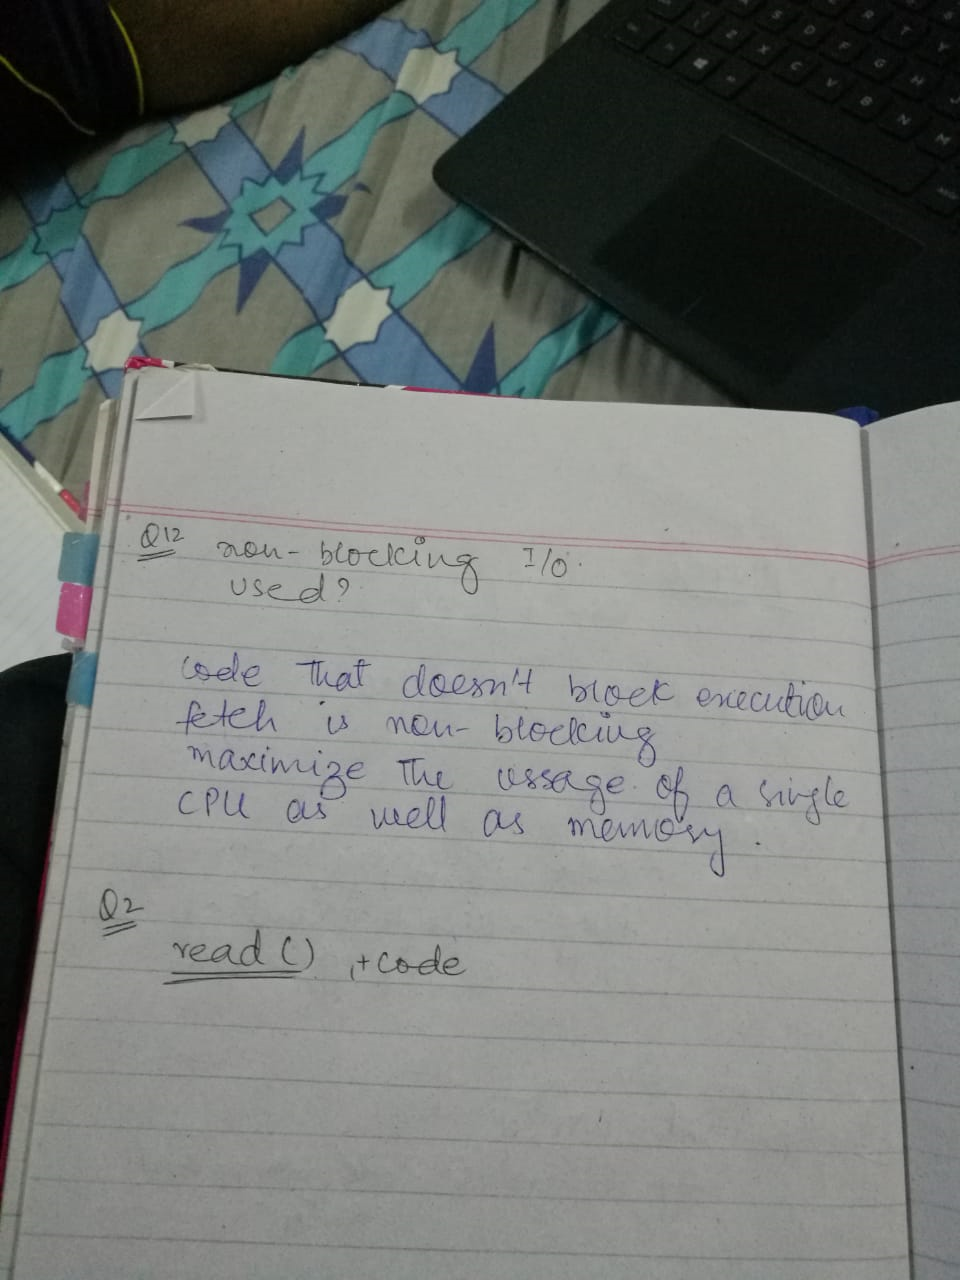 Q12 non-blocking I/O.
used?
code that doesn't block execution
fetch is non-blocking
maximize the ussage of a single
CPU as well as memory.
Q2
read() , + code